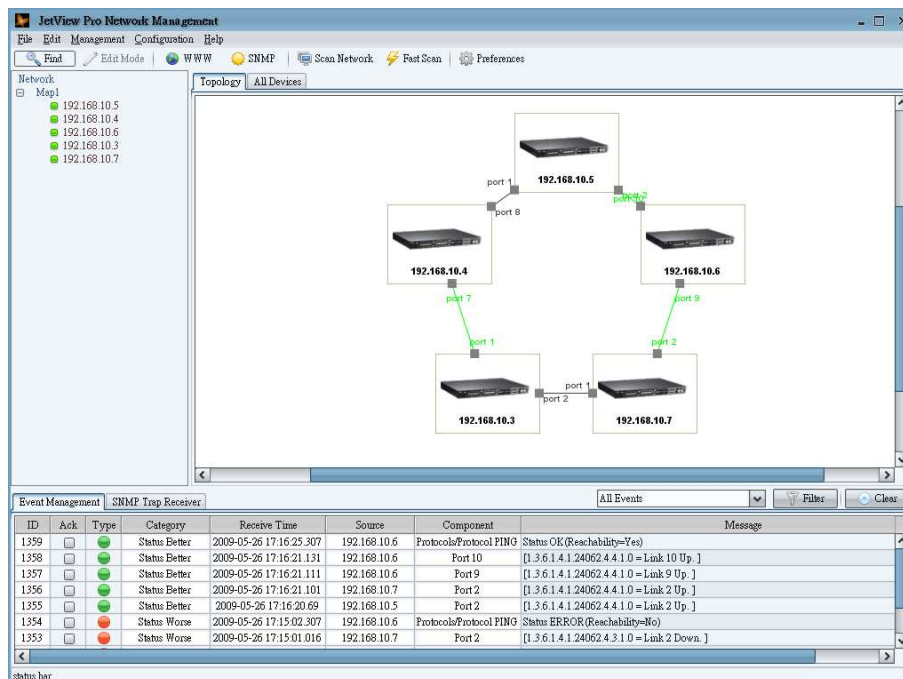 JetView Pro Network Management
File Edit Management Configuration Help
Find Edit Mode WWW SNMP Scan Network Fast Scan Preferences
Network
Map1
192.168.10.5
192.168.10.4
192.168.10.6
192.168.10.3
192.168.10.7
Topology All Devices
192.168.10.5
port 1
port 2
port 8
192.168.10.4
192.168.10.6
port 7
port 9
port 1
port 2
port 1
port 2
192.168.10.3
192.168.10.7
Event Management SNMP Trap Receiver All Events Filter Clear
ID Ack Type Category Receive Time Source Component Message
1359 Status Better 2009-05-26 17:16:25.307 192.168.10.6 Protocols/Protocol PING Status OK(Reachability=Yes)
1358 Status Better 2009-05-26 17:16:21.131 192.168.10.6 Port 10 [1.3.6.1.4.1.24062.4.4.1.0 = Link 10 Up. ]
1357 Status Better 2009-05-26 17:16:21.111 192.168.10.6 Port 9 [1.3.6.1.4.1.24062.4.4.1.0 = Link 9 Up. ]
1356 Status Better 2009-05-26 17:16:21.101 192.168.10.7 Port 2 [1.3.6.1.4.1.24062.4.4.1.0 = Link 2 Up. ]
1355 Status Better 2009-05-26 17:16:20.69 192.168.10.5 Port 2 [1.3.6.1.4.1.24062.4.4.1.0 = Link 2 Up. ]
1354 Status Worse 2009-05-26 17:15:02.307 192.168.10.6 Protocols/Protocol PING Status ERROR(Reachability=No)
1353 Status Worse 2009-05-26 17:15:01.016 192.168.10.7 Port 2 [1.3.6.1.4.1.24062.4.3.1.0 = Link 2 Down. ]
status bar